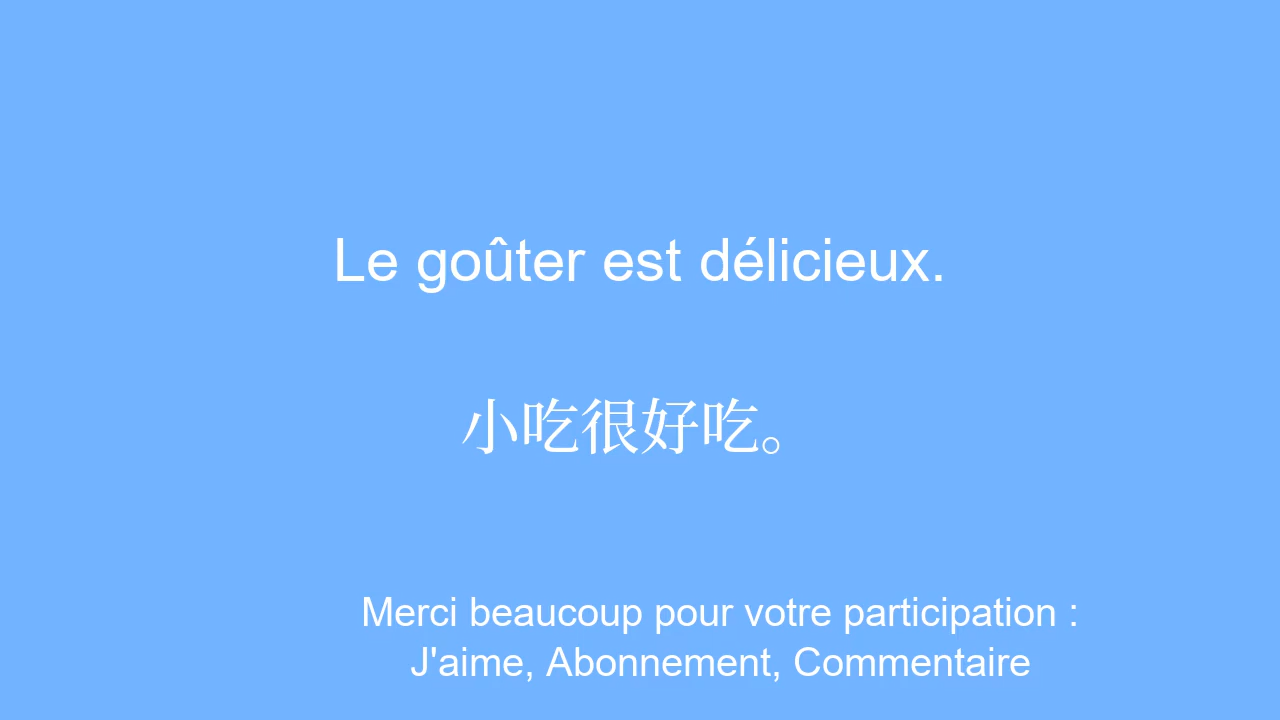 Le goûter est délicieux.
小吃很好吃。
Merci beaucoup pour votre participation :
J'aime, Abonnement, Commentaire